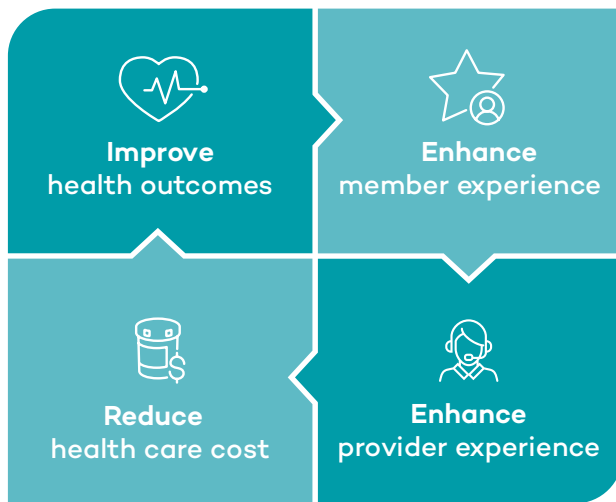 Improve
health outcomes
Enhance
member experience
Reduce
health care cost
Enhance
provider experience